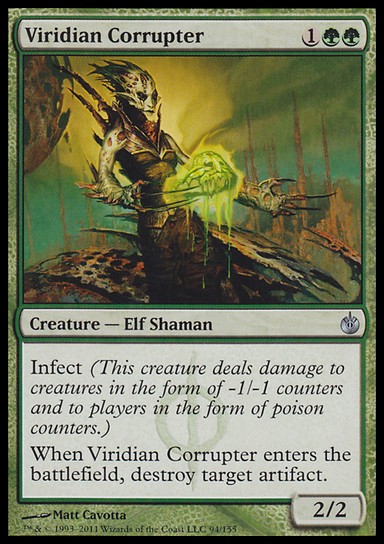 Viridian Corrupter 1
Creature — Elf Shaman
Infect (This creature deals damage to
creatures in the form of -1/-1 counters
and to players in the form of poison
counters.)
When Viridian Corrupter enters the
battlefield, destroy target artifact.
2/2
Matt Cavotta
™ & © 1993–2011 Wizards of the Coast LLC 94/155